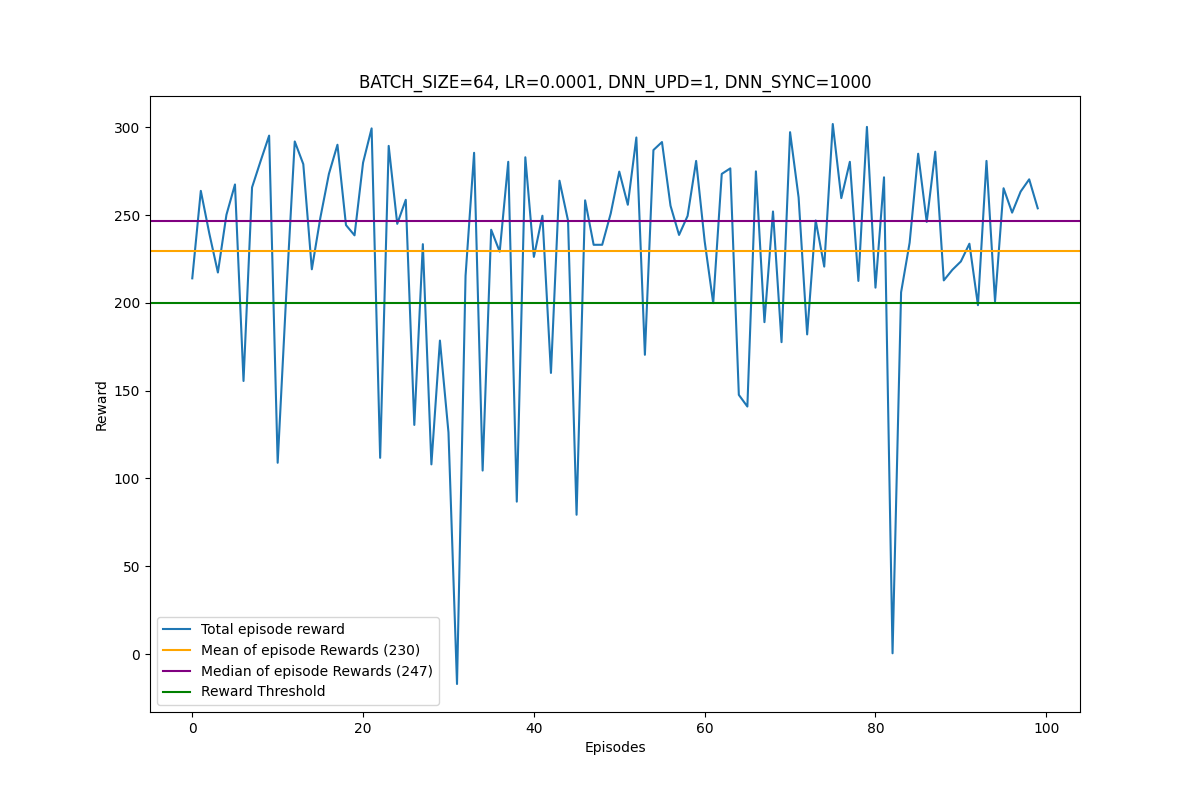 BATCH_SIZE=64, LR=0.0001, DNN_UPD=1, DNN_SYNC=1000
300
250
200
150
100
50
0
Reward
Total episode reward
Mean of episode Rewards (230)
Median of episode Rewards (247)
Reward Threshold
0 20 40 60 80 100
Episodes